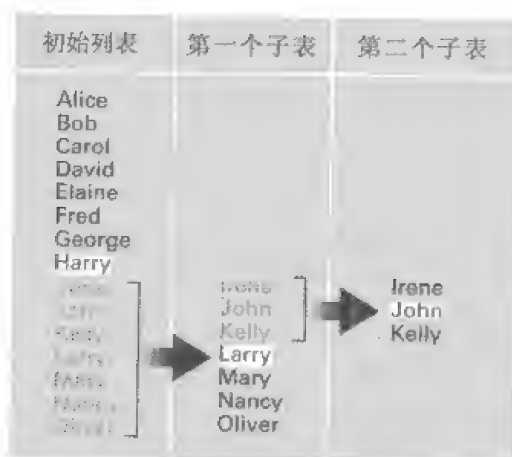 初始列表
第一个子表
第二个子表
Alice
Bob
Carol
David
Elaine
Fred
George
Harry
Irene
John
Kelly
Larry
Mary
Nancy
Oliver
Irene
John
Kelly